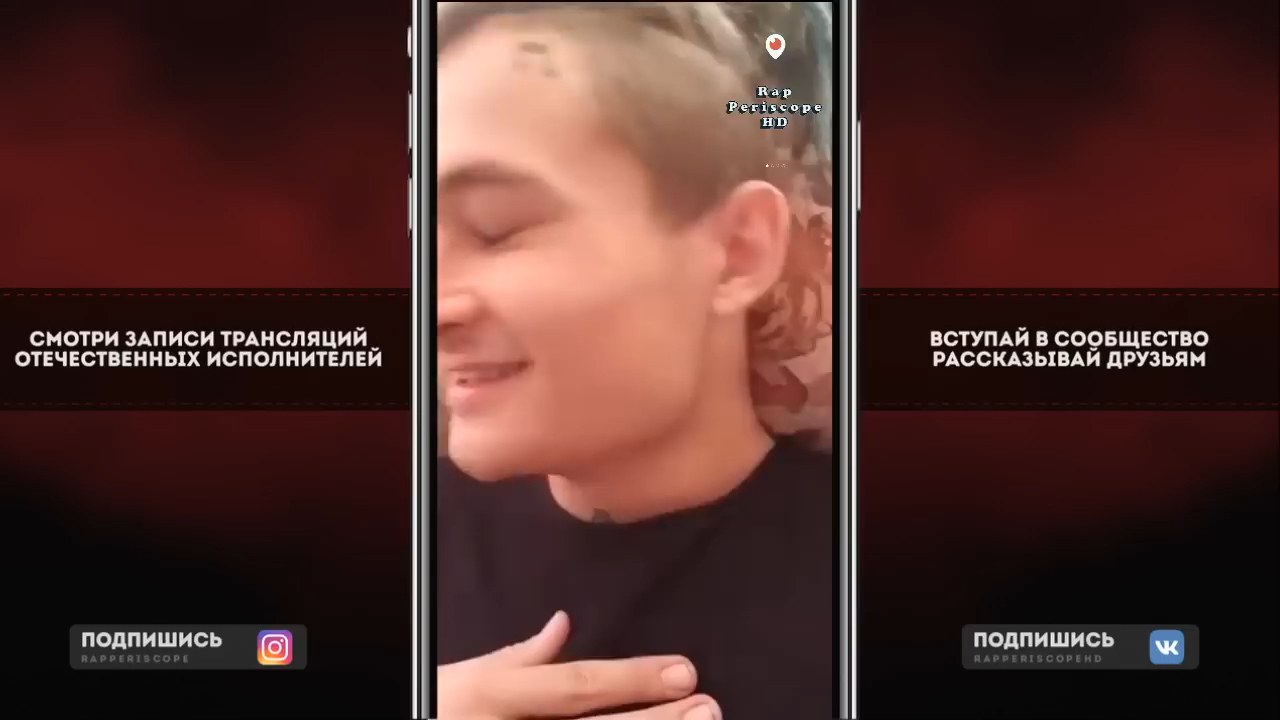 Rap
Periscope
HD
СМОТРИ ЗАПИСИ ТРАНСЛЯЦИЙ
ОТЕЧЕСТВЕННЫХ ИСПОЛНИТЕЛЕЙ
ВСТУПАЙ В СООБЩЕСТВО
РАССКАЗЫВАЙ ДРУЗЬЯМ
ПОДПИШИСЬ
RAPPERISCOPE
ПОДПИШИСЬ
RAPPERISCOPEHD